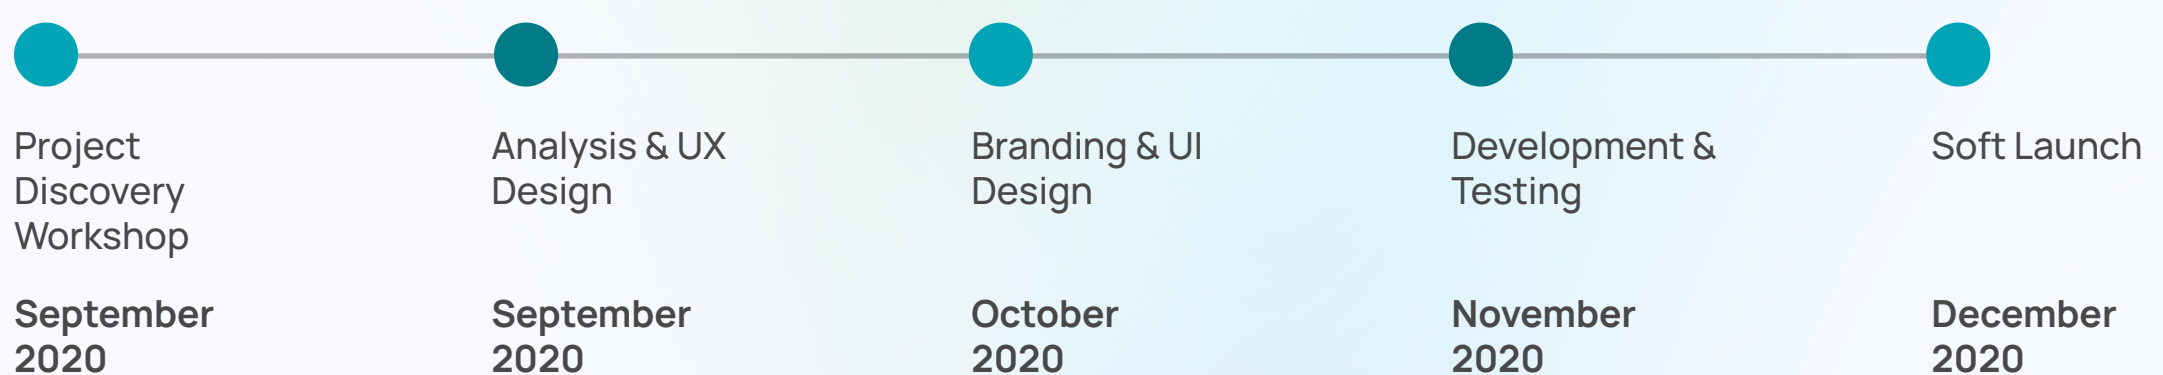 Project
Discovery
Workshop
September
2020
Analysis & UX
Design
September
2020
Branding & UI
Design
October
2020
Development &
Testing
November
2020
Soft Launch
December
2020